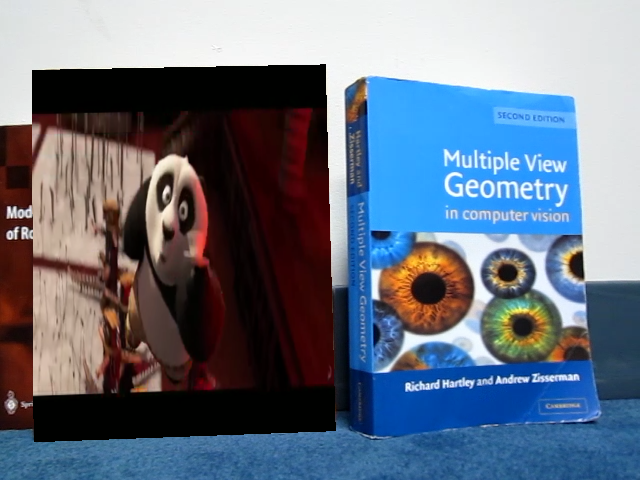 Mod
of Ro
Spri
Hartley and
Zisserman
Multiple View Geometry
SECOND EDITION
Multiple View
Geometry
in computer vision
Richard Hartley and Andrew Zisserman
CAMBRIDGE